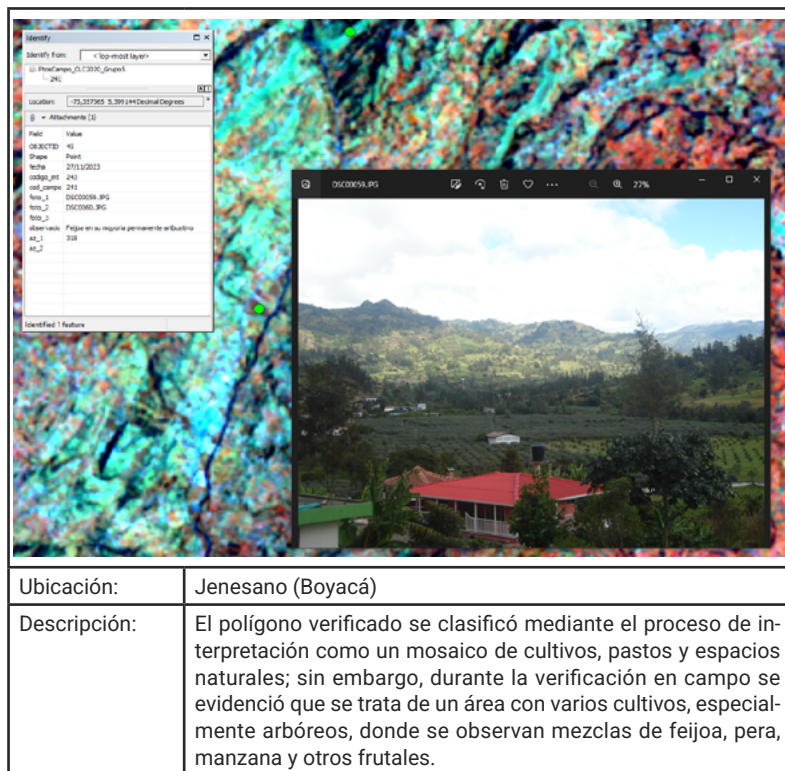 Identify
Identify from: <Top-most layer>
PtosCampo_CLC2020_Grupo5
241
Location: -73,357365 5,399144 Decimal Degrees
Attachments (1)
Field Value
OBJECTID 45
Shape Point
fecha 27/11/2023
codigo_int 243
cod_campo 241
foto_1 DSC00059.JPG
foto_2 DSC0060.JPG
foto_3
observacio Feijoa en su mayoria permanente arbustivo
az_1 318
az_2
Identified 1 feature
DSC00059.JPG 27%
Ubicación: Jenesano (Boyacá)
Descripción: El polígono verificado se clasificó mediante el proceso de in-
terpretación como un mosaico de cultivos, pastos y espacios
naturales; sin embargo, durante la verificación en campo se
evidenció que se trata de un área con varios cultivos, especial-
mente arbóreos, donde se observan mezclas de feijoa, pera,
manzana y otros frutales.